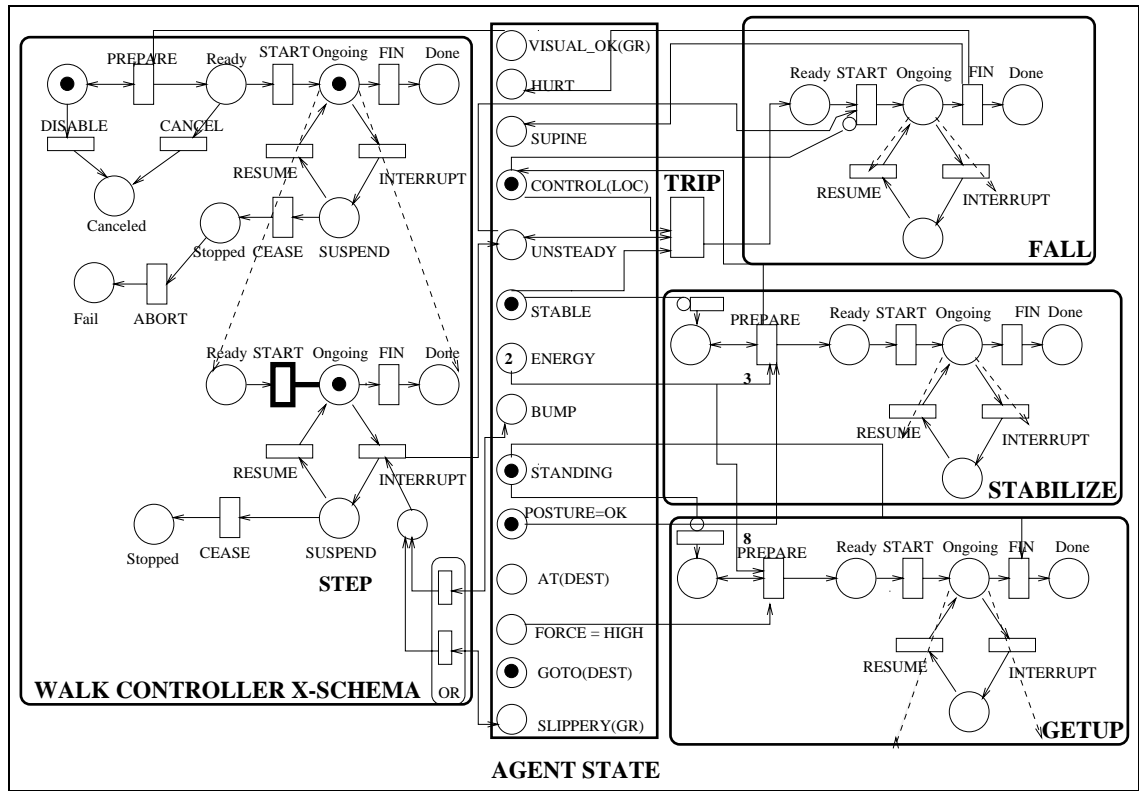 PREPARE
Ready
START
Ongoing
FIN
Done
DISABLE
CANCEL
RESUME
INTERRUPT
Canceled
Stopped
CEASE
SUSPEND
Fail
ABORT
Ready
START
Ongoing
FIN
Done
RESUME
INTERRUPT
Stopped
CEASE
SUSPEND
STEP
OR
WALK CONTROLLER X-SCHEMA
VISUAL_OK(GR)
HURT
SUPINE
CONTROL(LOC)
UNSTEADY
STABLE
2 ENERGY
BUMP
STANDING
POSTURE=OK
AT(DEST)
FORCE = HIGH
GOTO(DEST)
SLIPPERY(GR)
AGENT STATE
TRIP
Ready
START
Ongoing
FIN
Done
RESUME
INTERRUPT
FALL
PREPARE
Ready
START
Ongoing
FIN
Done
3
RESUME
INTERRUPT
STABILIZE
8
PREPARE
Ready
START
Ongoing
FIN
Done
RESUME
INTERRUPT
GETUP